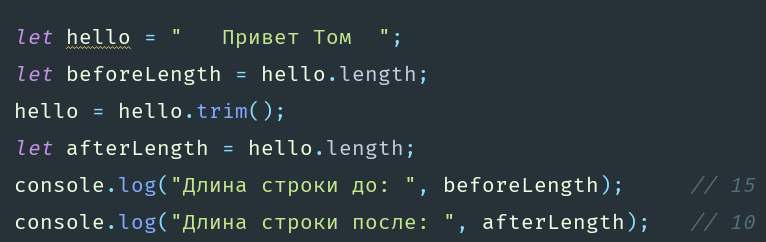 let hello = "   Привет Том  ";
let beforeLength = hello.length;
hello = hello.trim();
let afterLength = hello.length;
console.log("Длина строки до: ", beforeLength);     // 15
console.log("Длина строки после: ", afterLength);   // 10